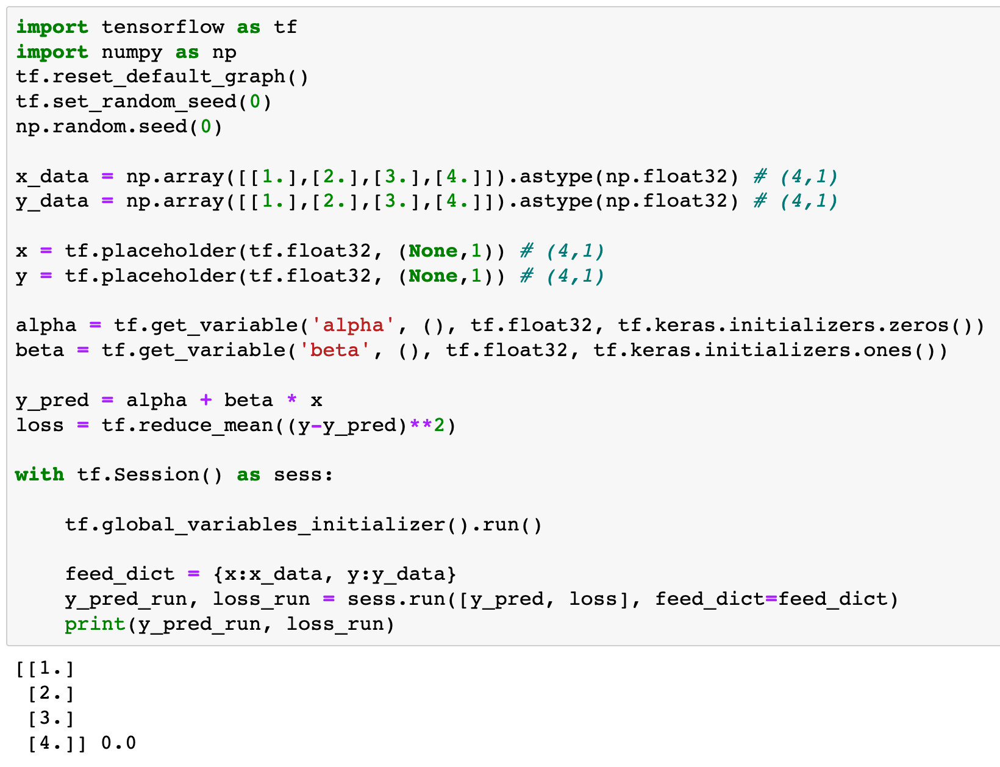 import tensorflow as tf
import numpy as np
tf.reset_default_graph()
tf.set_random_seed(0)
np.random.seed(0)

x_data = np.array([[1.],[2.],[3.],[4.]]).astype(np.float32) # (4,1)
y_data = np.array([[1.],[2.],[3.],[4.]]).astype(np.float32) # (4,1)

x = tf.placeholder(tf.float32, (None,1)) # (4,1)
y = tf.placeholder(tf.float32, (None,1)) # (4,1)

alpha = tf.get_variable('alpha', (), tf.float32, tf.keras.initializers.zeros())
beta = tf.get_variable('beta', (), tf.float32, tf.keras.initializers.ones())

y_pred = alpha + beta * x
loss = tf.reduce_mean((y-y_pred)**2)

with tf.Session() as sess:

    tf.global_variables_initializer().run()

    feed_dict = {x:x_data, y:y_data}
    y_pred_run, loss_run = sess.run([y_pred, loss], feed_dict=feed_dict)
    print(y_pred_run, loss_run)

[[1.]
 [2.]
 [3.]
 [4.]] 0.0